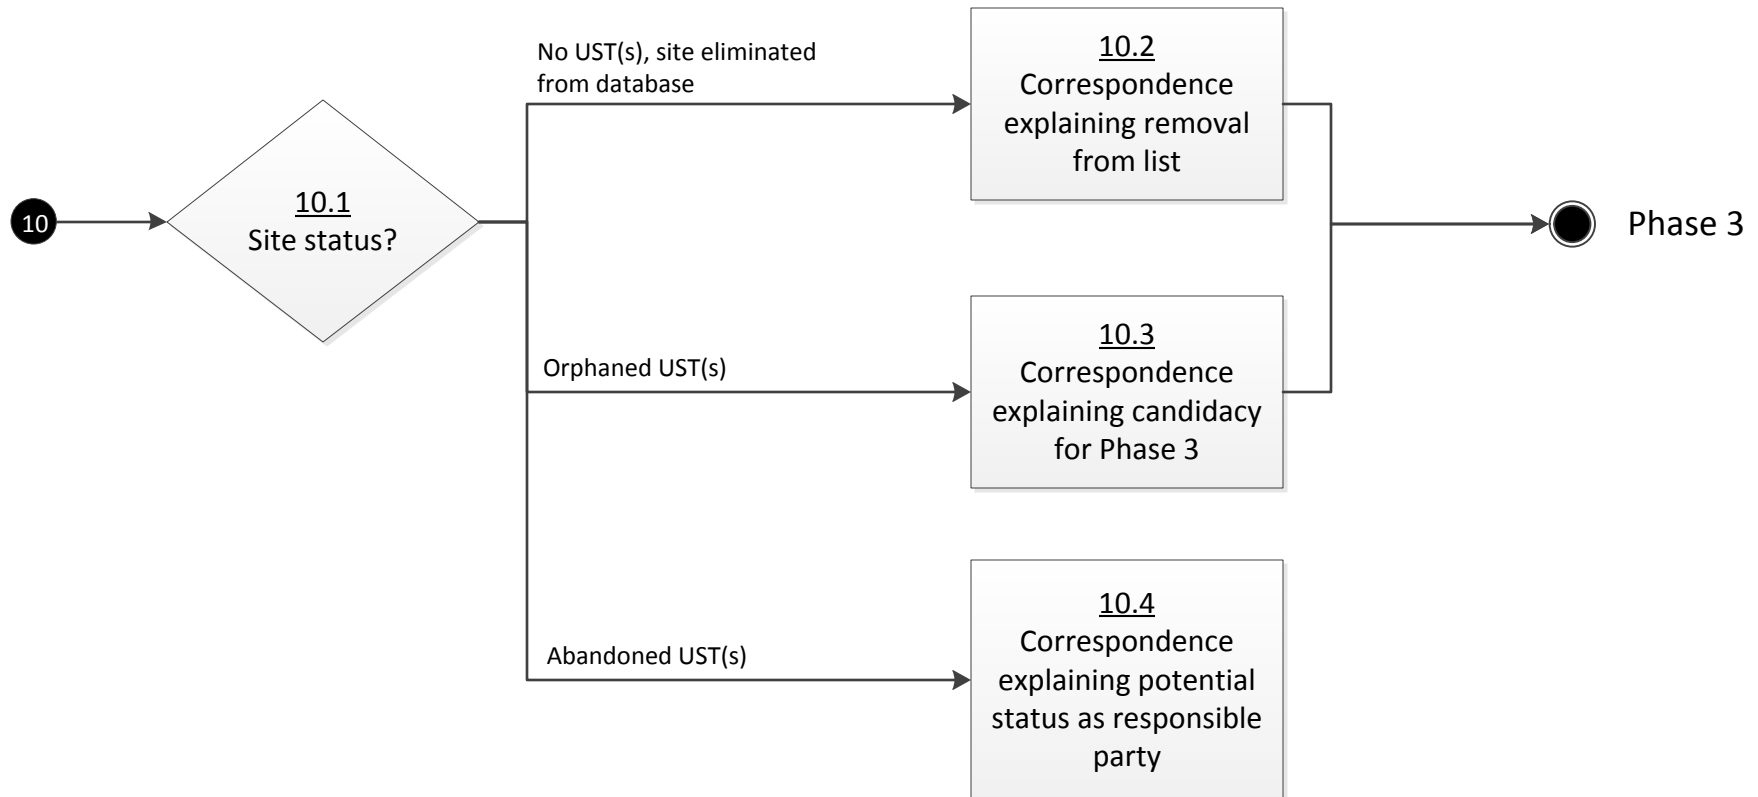 10
10.1
Site status?
No UST(s), site eliminated
from database
10.2
Correspondence
explaining removal
from list
Orphaned UST(s)
10.3
Correspondence
explaining candidacy
for Phase 3
Abandoned UST(s)
10.4
Correspondence
explaining potential
status as responsible
party
Phase 3